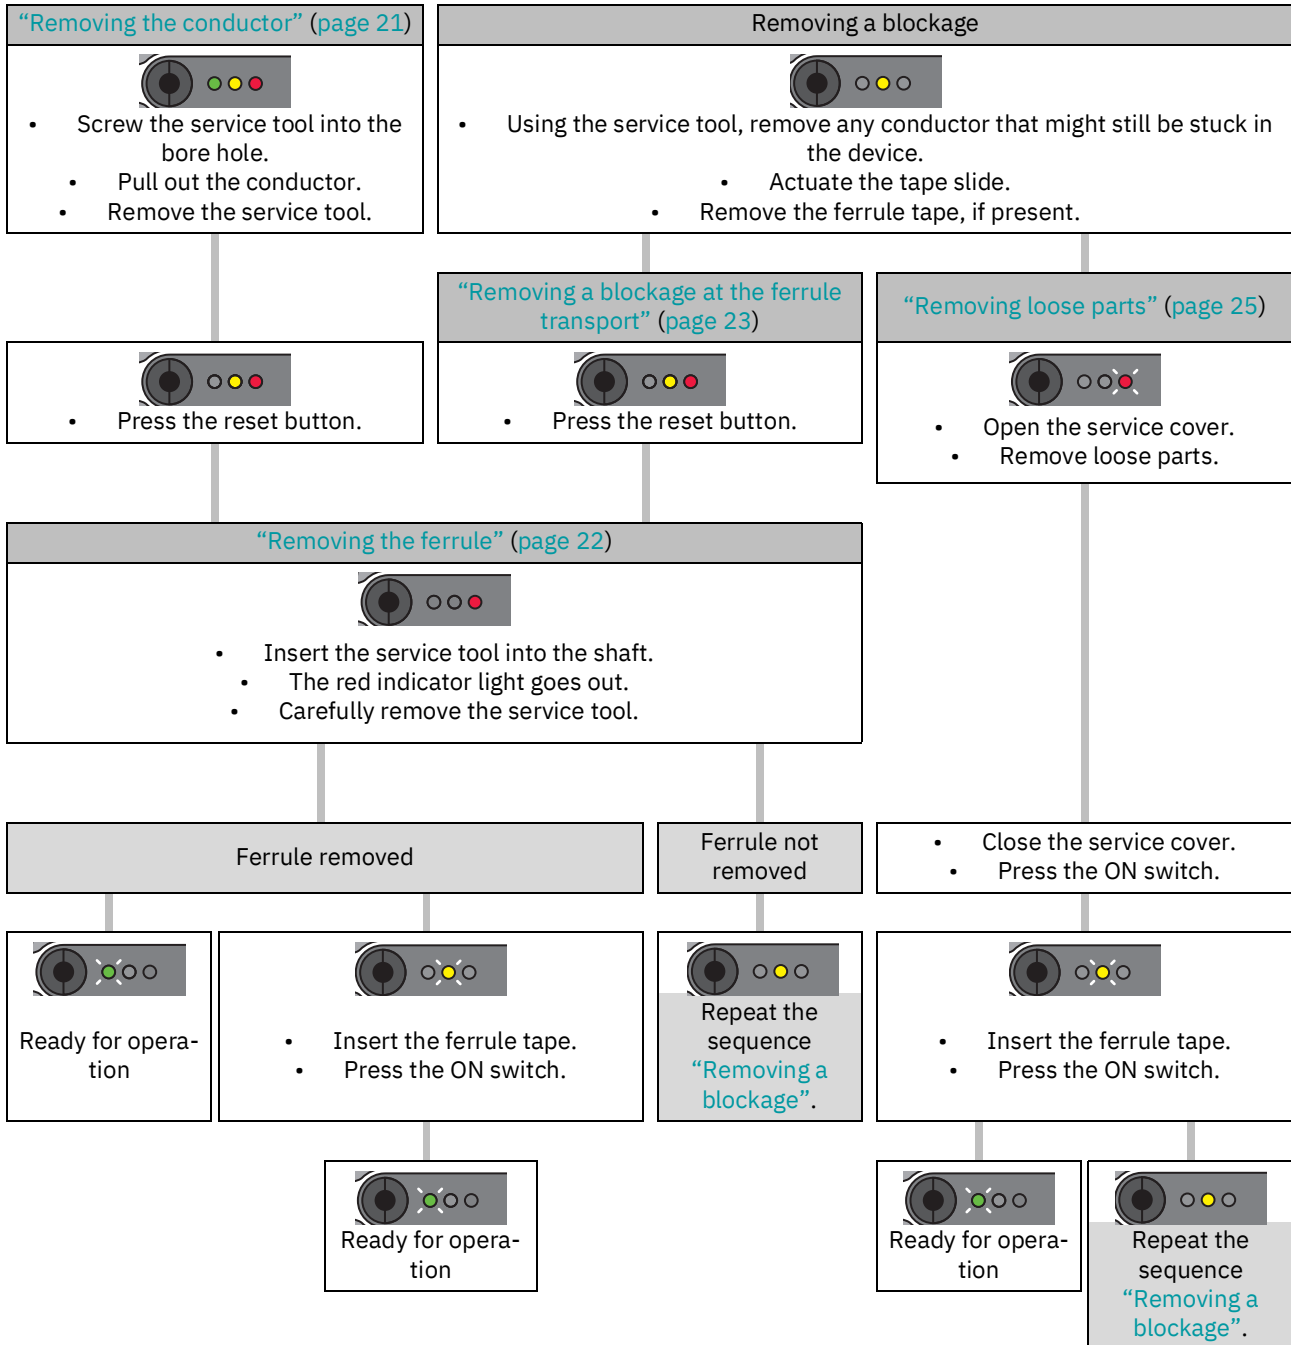 “Removing the conductor” (page 21)
• Screw the service tool into the
bore hole.
• Pull out the conductor.
• Remove the service tool.
Removing a blockage
• Using the service tool, remove any conductor that might still be stuck in
the device.
• Actuate the tape slide.
• Remove the ferrule tape, if present.
• Press the reset button.
“Removing a blockage at the ferrule
transport” (page 23)
• Press the reset button.
“Removing loose parts” (page 25)
• Open the service cover.
• Remove loose parts.
“Removing the ferrule” (page 22)
• Insert the service tool into the shaft.
• The red indicator light goes out.
• Carefully remove the service tool.
Ferrule removed
Ferrule not
removed
• Close the service cover.
• Press the ON switch.
Ready for opera-
tion
• Insert the ferrule tape.
• Press the ON switch.
Repeat the
sequence
“Removing a
blockage”.
• Insert the ferrule tape.
• Press the ON switch.
Ready for opera-
tion
Ready for opera-
tion
Repeat the
sequence
“Removing a
blockage”.